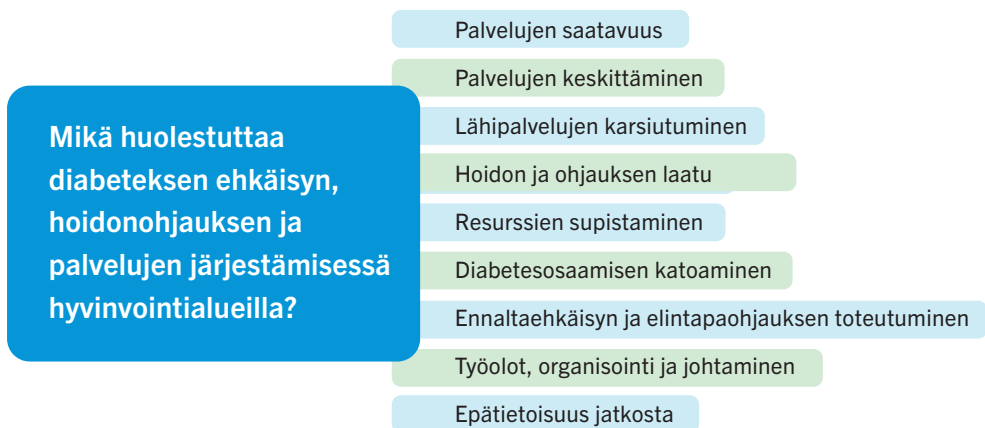 Mikä huolestuttaa
diabeteksen ehkäisyn,
hoidonohjauksen ja
palvelujen järjestämisessä
hyvinvointialueilla?
Palvelujen saatavuus
Palvelujen keskittäminen
Lähipalvelujen karsiutuminen
Hoidon ja ohjauksen laatu
Resurssien supistaminen
Diabetesosaamisen katoaminen
Ennaltaehkäisyn ja elintapaohjauksen toteutuminen
Työolot, organisointi ja johtaminen
Epätietoisuus jatkosta